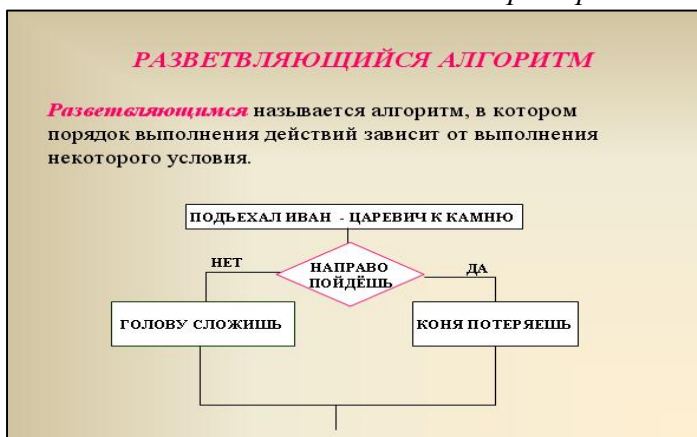 РАЗВЕТВЛЯЮЩИЙСЯ АЛГОРИТМ
Разветвляющимся называется алгоритм, в котором
порядок выполнения действий зависит от выполнения
некоторого условия.
ПОДЪЕХАЛ ИВАН - ЦАРЕВИЧ К КАМНЮ
НЕТ
НАПРАВО
ПОЙДЁШЬ
ДА
ГОЛОВУ СЛОЖИШЬ
КОНЯ ПОТЕРЯЕШЬ